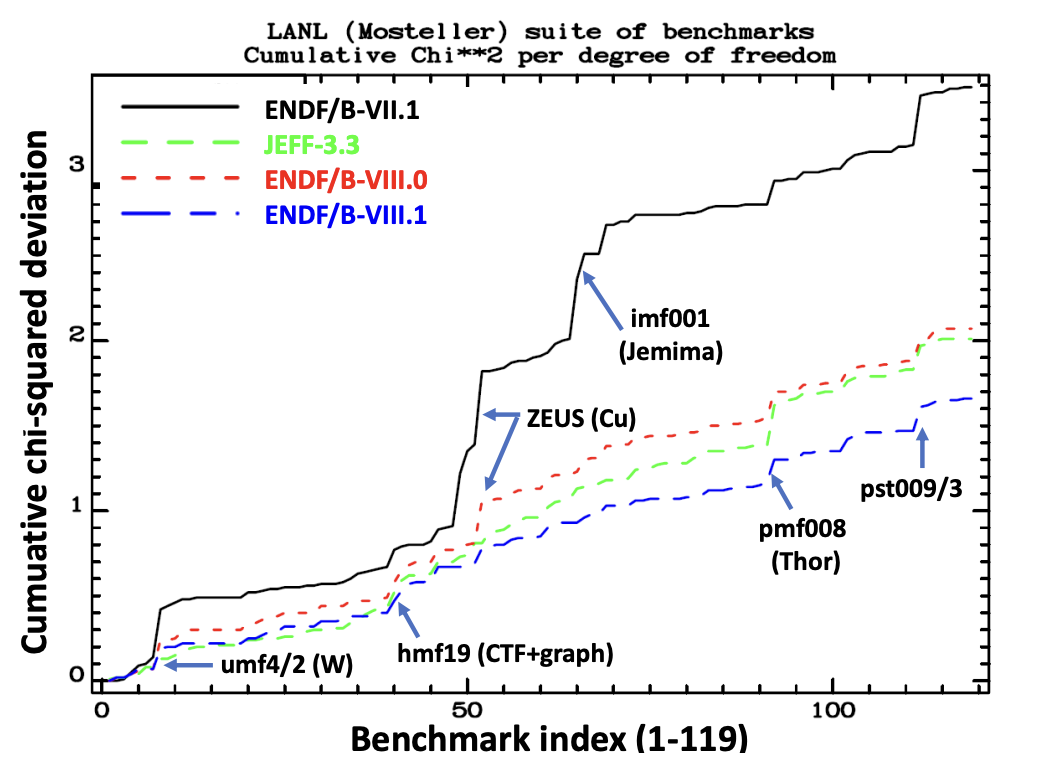 LANL (Mosteller) suite of benchmarks
Cumulative Chi**2 per degree of freedom
ENDF/B-VII.1
JEFF-3.3
ENDF/B-VIII.0
ENDF/B-VIII.1
Cumuative chi-squared deviation
3
2
1
0
imf001
(Jemima)
ZEUS (Cu)
pst009/3
pmf008
(Thor)
hmf19 (CTF+graph)
umf4/2 (W)
0
50
100
Benchmark index (1-119)